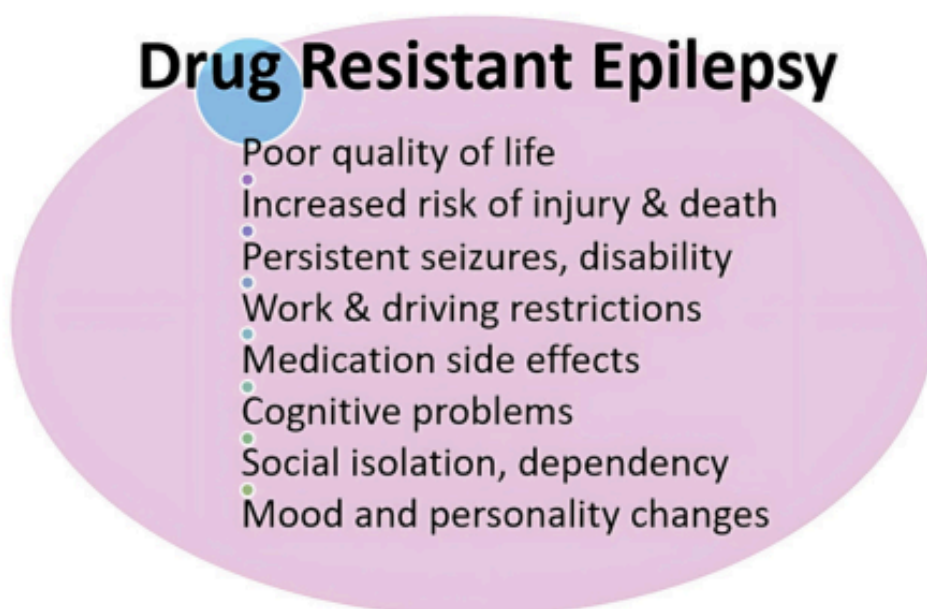 Drug Resistant Epilepsy
Poor quality of life
Increased risk of injury & death
Persistent seizures, disability
Work & driving restrictions
Medication side effects
Cognitive problems
Social isolation, dependency
Mood and personality changes